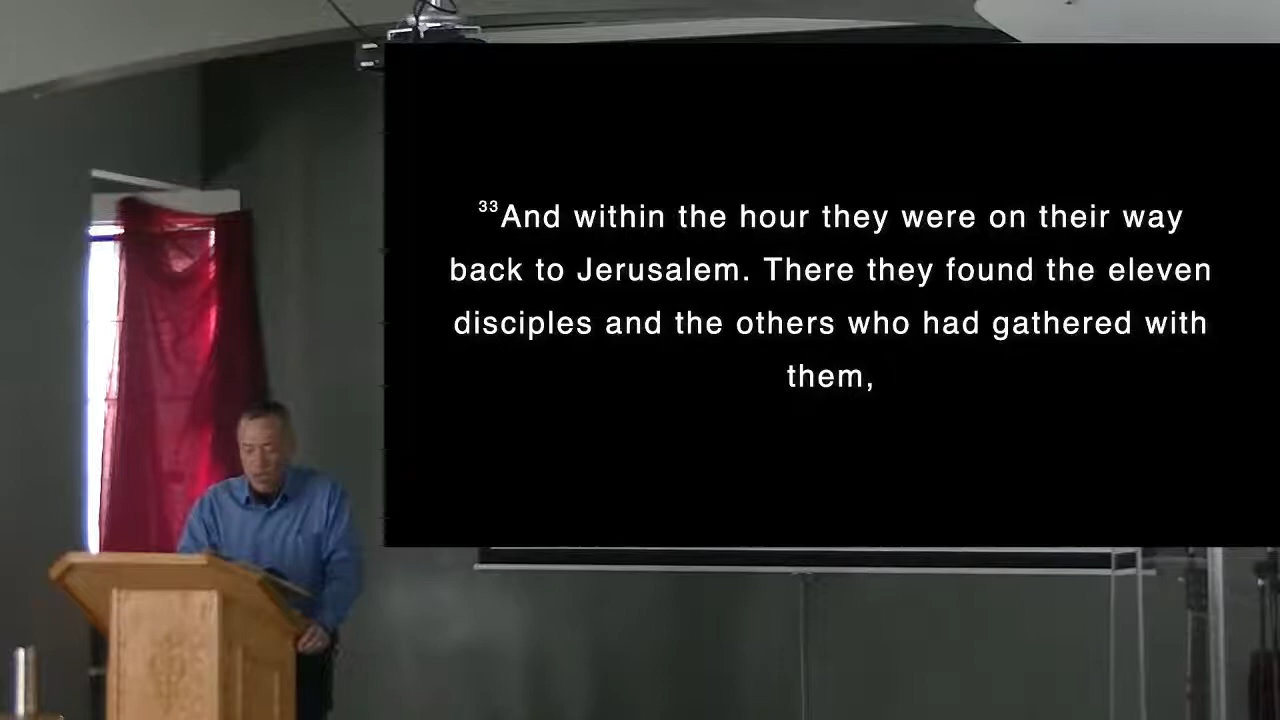 ³³And within the hour they were on their way
back to Jerusalem. There they found the eleven
disciples and the others who had gathered with
them,